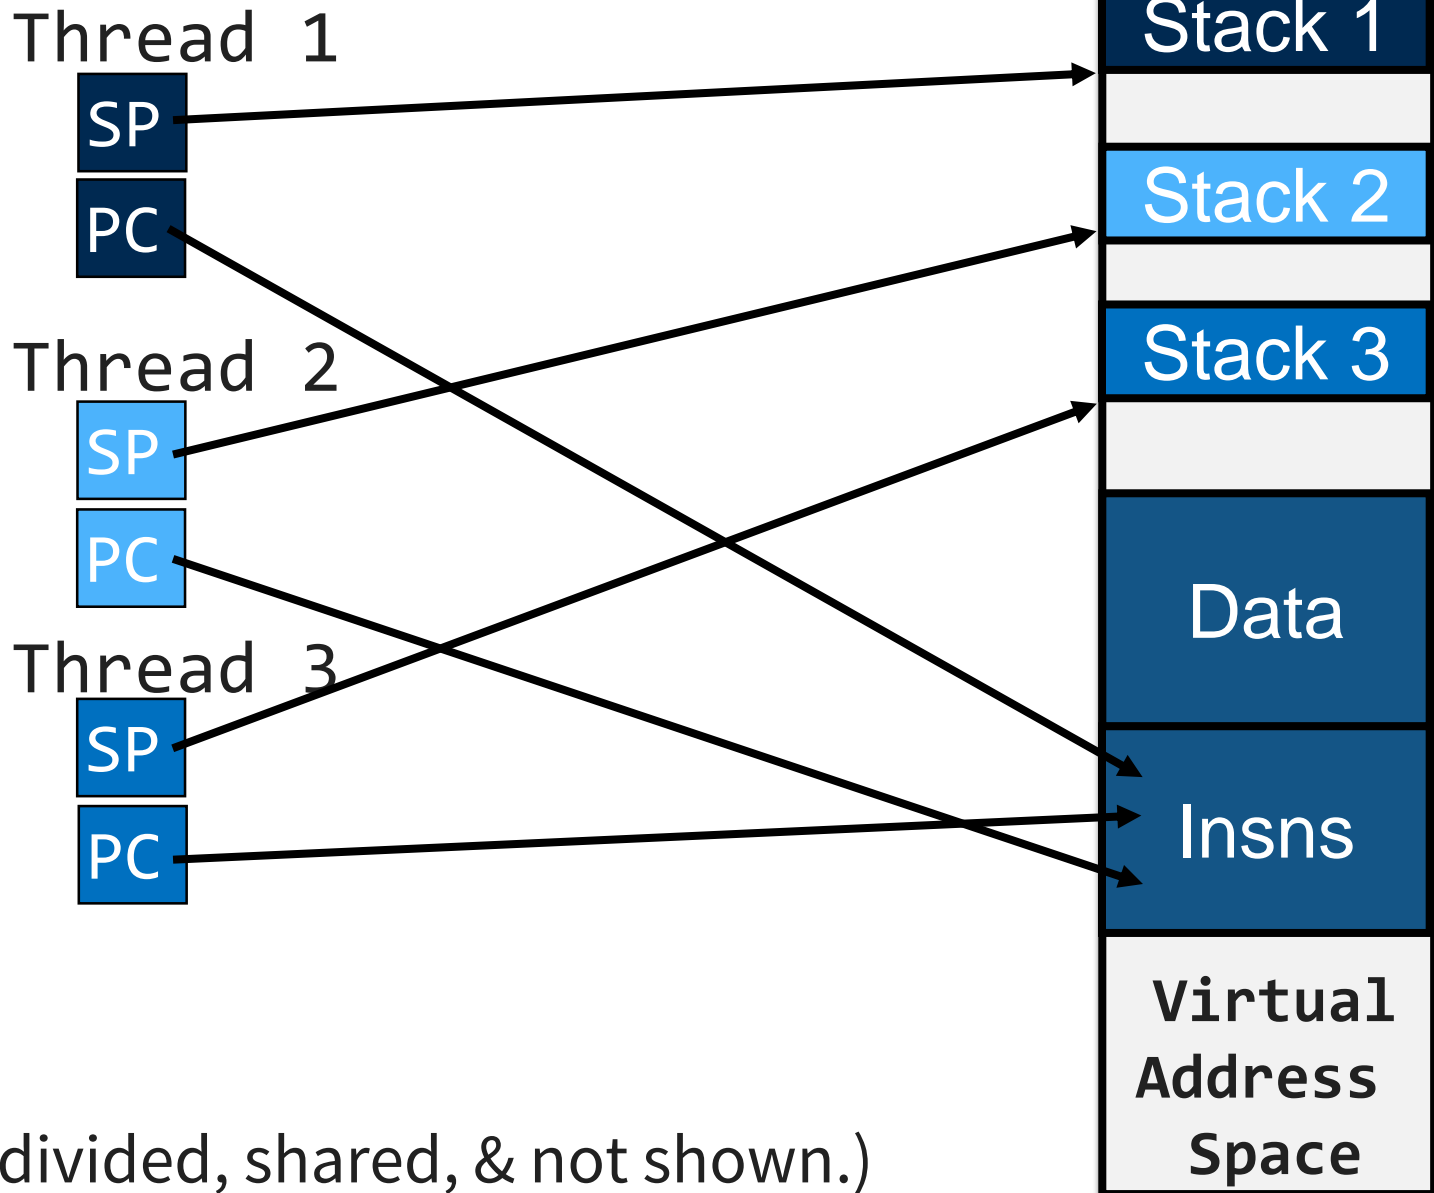 Thread 1
SP
PC
Thread 2
SP
PC
Thread 3
SP
PC
Stack 1
Stack 2
Stack 3
Data
Insns
Virtual
Address
Space
divided, shared, & not shown.)